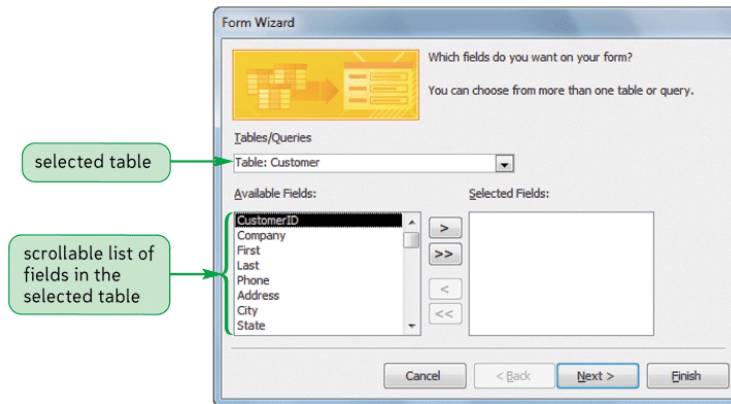 Form Wizard
Which fields do you want on your form?
You can choose from more than one table or query.
Tables/Queries
selected table
Table: Customer
Available Fields:
Selected Fields:
scrollable list of
fields in the
selected table
CustomerID
Company
First
Last
Phone
Address
City
State
>
>>
<
<<
Cancel
< Back
Next >
Finish